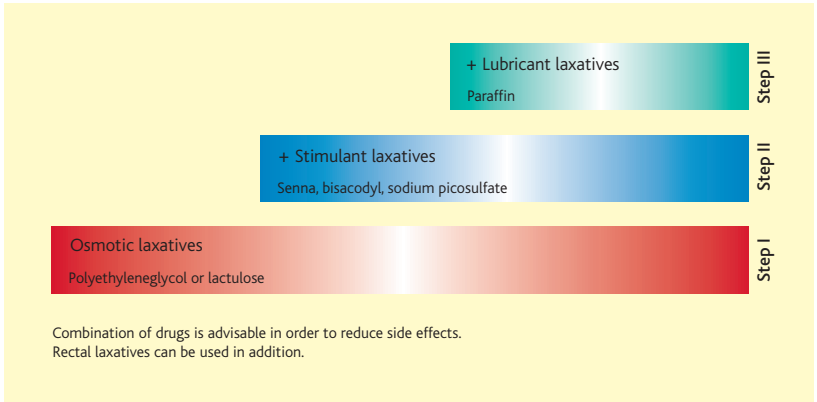 + Lubricant laxatives
Paraffin
Step III
+ Stimulant laxatives
Senna, bisacodyl, sodium picosulfate
Step II
Osmotic laxatives
Polyethyleneglycol or lactulose
Step I
Combination of drugs is advisable in order to reduce side effects.
Rectal laxatives can be used in addition.